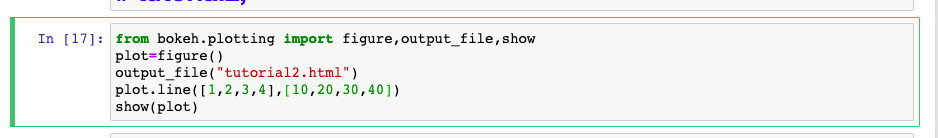 # tutorial2,
In [17]: from bokeh.plotting import figure,output_file,show
plot=figure()
output_file("tutorial2.html")
plot.line([1,2,3,4],[10,20,30,40])
show(plot)